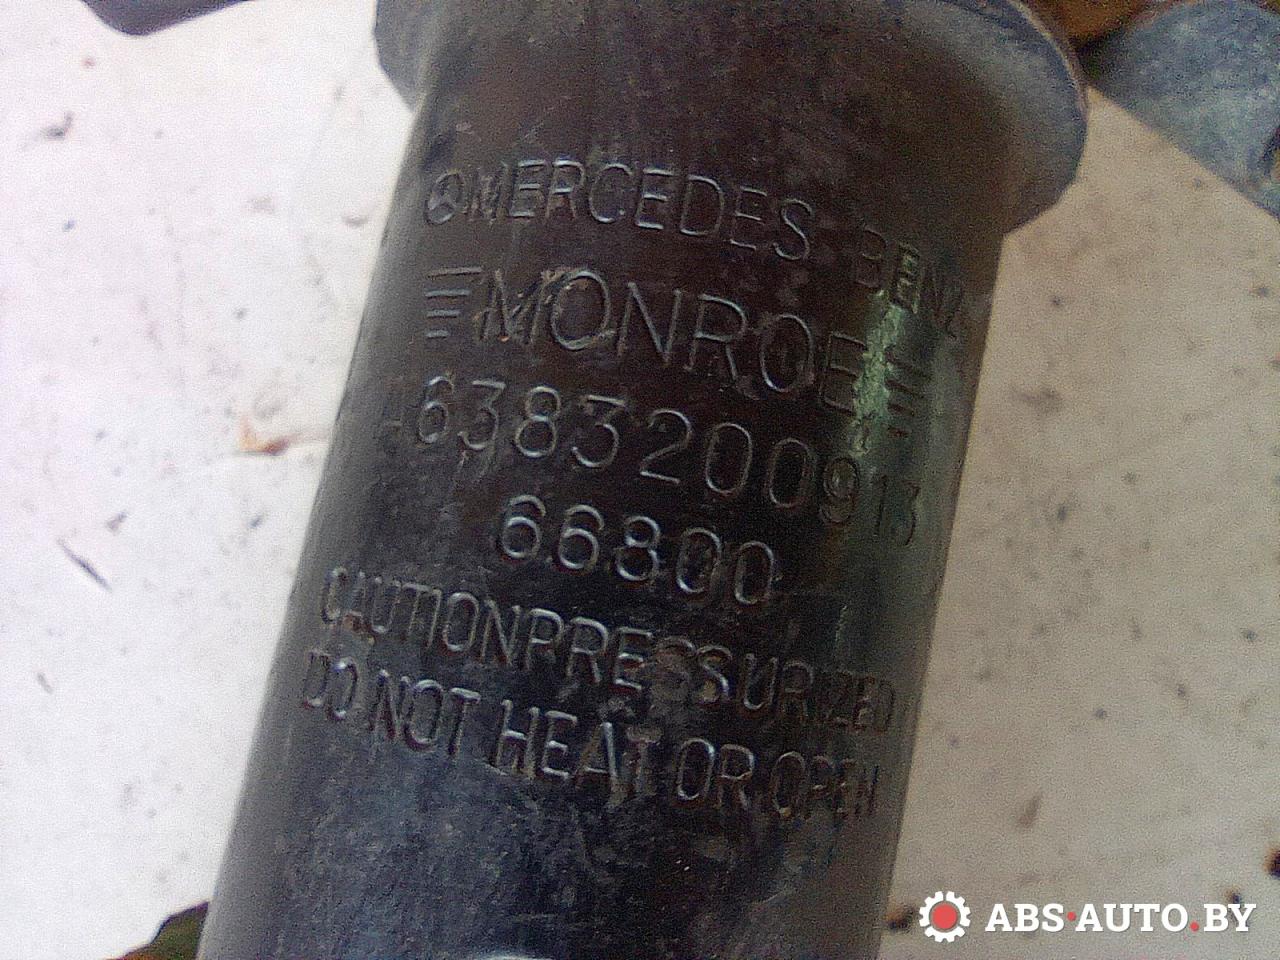 MERCEDES BENZ
MONROE
A6383200913
66800
CAUTION PRESSURIZED
DO NOT HEAT OR OPEN
ABS·AUTO.BY